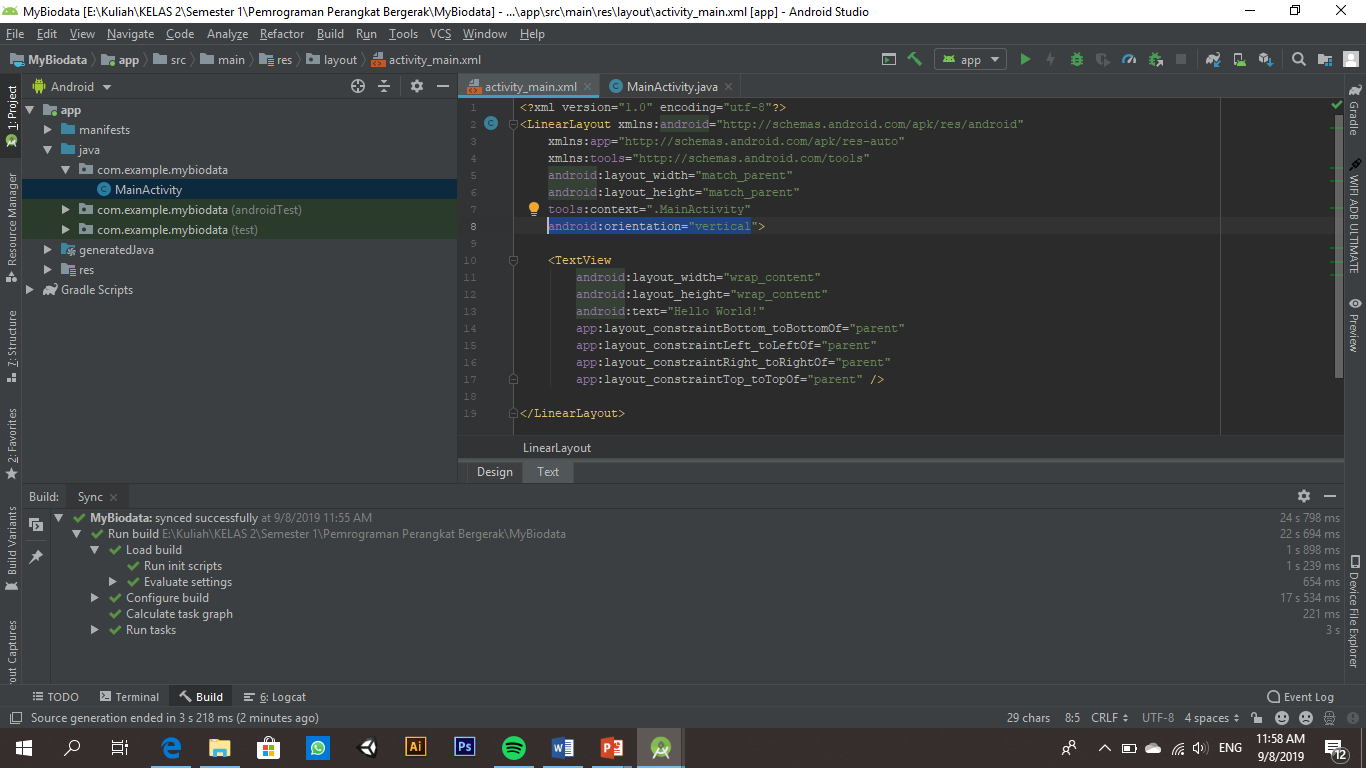 MyBiodata [E:\Kuliah\KELAS 2\Semester 1\Pemrograman Perangkat Bergerak\MyBiodata] - ...\app\src\main\res\layout\activity_main.xml [app] - Android Studio
File Edit View Navigate Code Analyze Refactor Build Run Tools VCS Window Help
MyBiodata app src main res layout activity_main.xml app
Android activity_main.xml MainActivity.java
1: Project
Resource Manager
7: Structure
2: Favorites
Build Variants
out Captures
app
manifests
java
com.example.mybiodata
MainActivity
com.example.mybiodata (androidTest)
com.example.mybiodata (test)
generatedJava
res
Gradle Scripts
1 <?xml version="1.0" encoding="utf-8"?>
2 <LinearLayout xmlns:android="http://schemas.android.com/apk/res/android"
3 xmlns:app="http://schemas.android.com/apk/res-auto"
4 xmlns:tools="http://schemas.android.com/tools"
5 android:layout_width="match_parent"
6 android:layout_height="match_parent"
7 tools:context=".MainActivity"
8 android:orientation="vertical">
9
10 <TextView
11 android:layout_width="wrap_content"
12 android:layout_height="wrap_content"
13 android:text="Hello World!"
14 app:layout_constraintBottom_toBottomOf="parent"
15 app:layout_constraintLeft_toLeftOf="parent"
16 app:layout_constraintRight_toRightOf="parent"
17 app:layout_constraintTop_toTopOf="parent" />
18
19 </LinearLayout>
LinearLayout
Design Text
Gradle
WIFI ADB ULTIMATE
Preview
Device File Explorer
Build: Sync
MyBiodata: synced successfully at 9/8/2019 11:55 AM 24 s 798 ms
Run build E:\Kuliah\KELAS 2\Semester 1\Pemrograman Perangkat Bergerak\MyBiodata 22 s 694 ms
Load build 1 s 898 ms
Run init scripts 1 s 239 ms
Evaluate settings 654 ms
Configure build 17 s 534 ms
Calculate task graph 221 ms
Run tasks 3 s
TODO Terminal Build 6: Logcat Event Log
Source generation ended in 3 s 218 ms (2 minutes ago) 29 chars 8:5 CRLF UTF-8 4 spaces
Ai Ps ENG 11:58 AM
9/8/2019 12